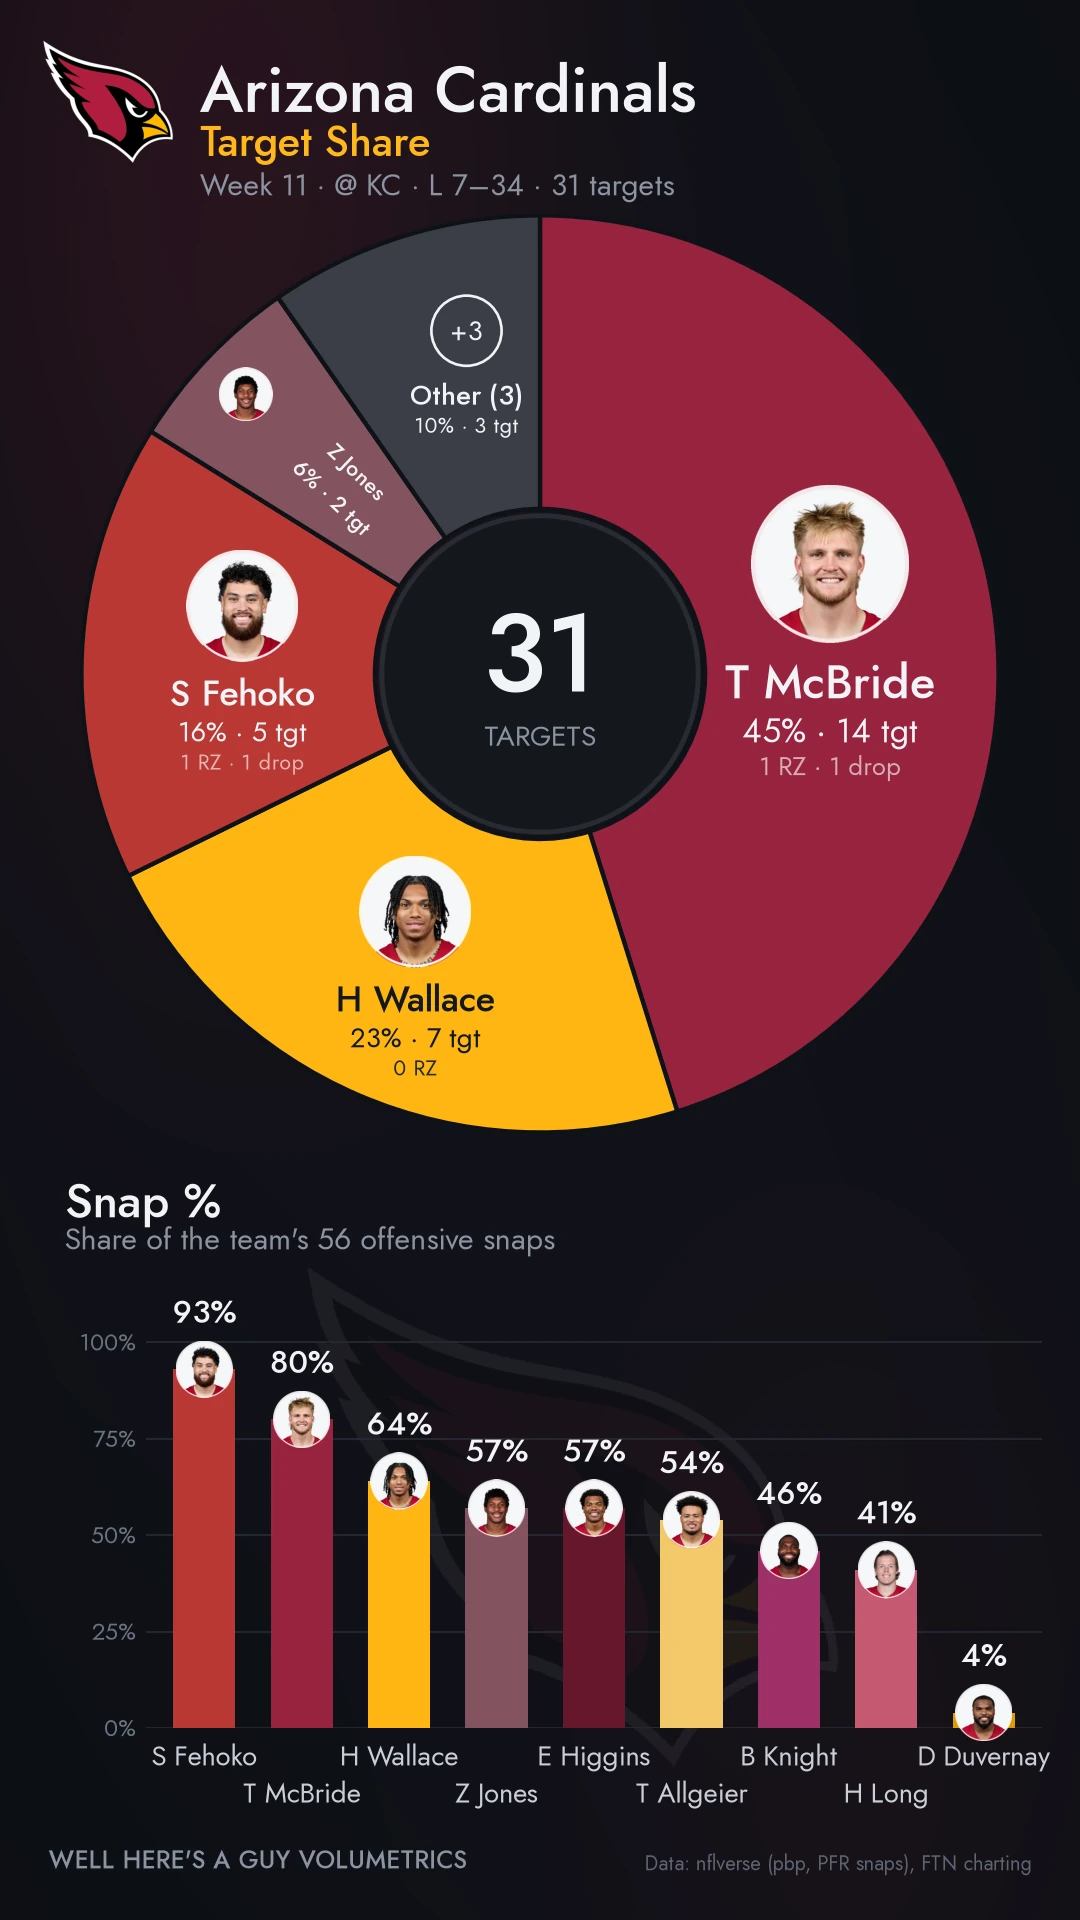 Arizona Cardinals
Target Share
Week 11 · @ KC · L 7–34 · 31 targets
+3
Other (3)
10% · 3 tgt
Z Jones
6% · 2 tgt
S Fehoko
16% · 5 tgt
1 RZ · 1 drop
31
TARGETS
T McBride
45% · 14 tgt
1 RZ · 1 drop
H Wallace
23% · 7 tgt
0 RZ
Snap %
Share of the team's 56 offensive snaps
93%
80%
64%
57%
57%
54%
46%
41%
4%
100%
75%
50%
25%
0%
S Fehoko
T McBride
H Wallace
Z Jones
E Higgins
T Allgeier
B Knight
H Long
D Duvernay
WELL HERE'S A GUY VOLUMETRICS
Data: nflverse (pbp, PFR snaps), FTN charting